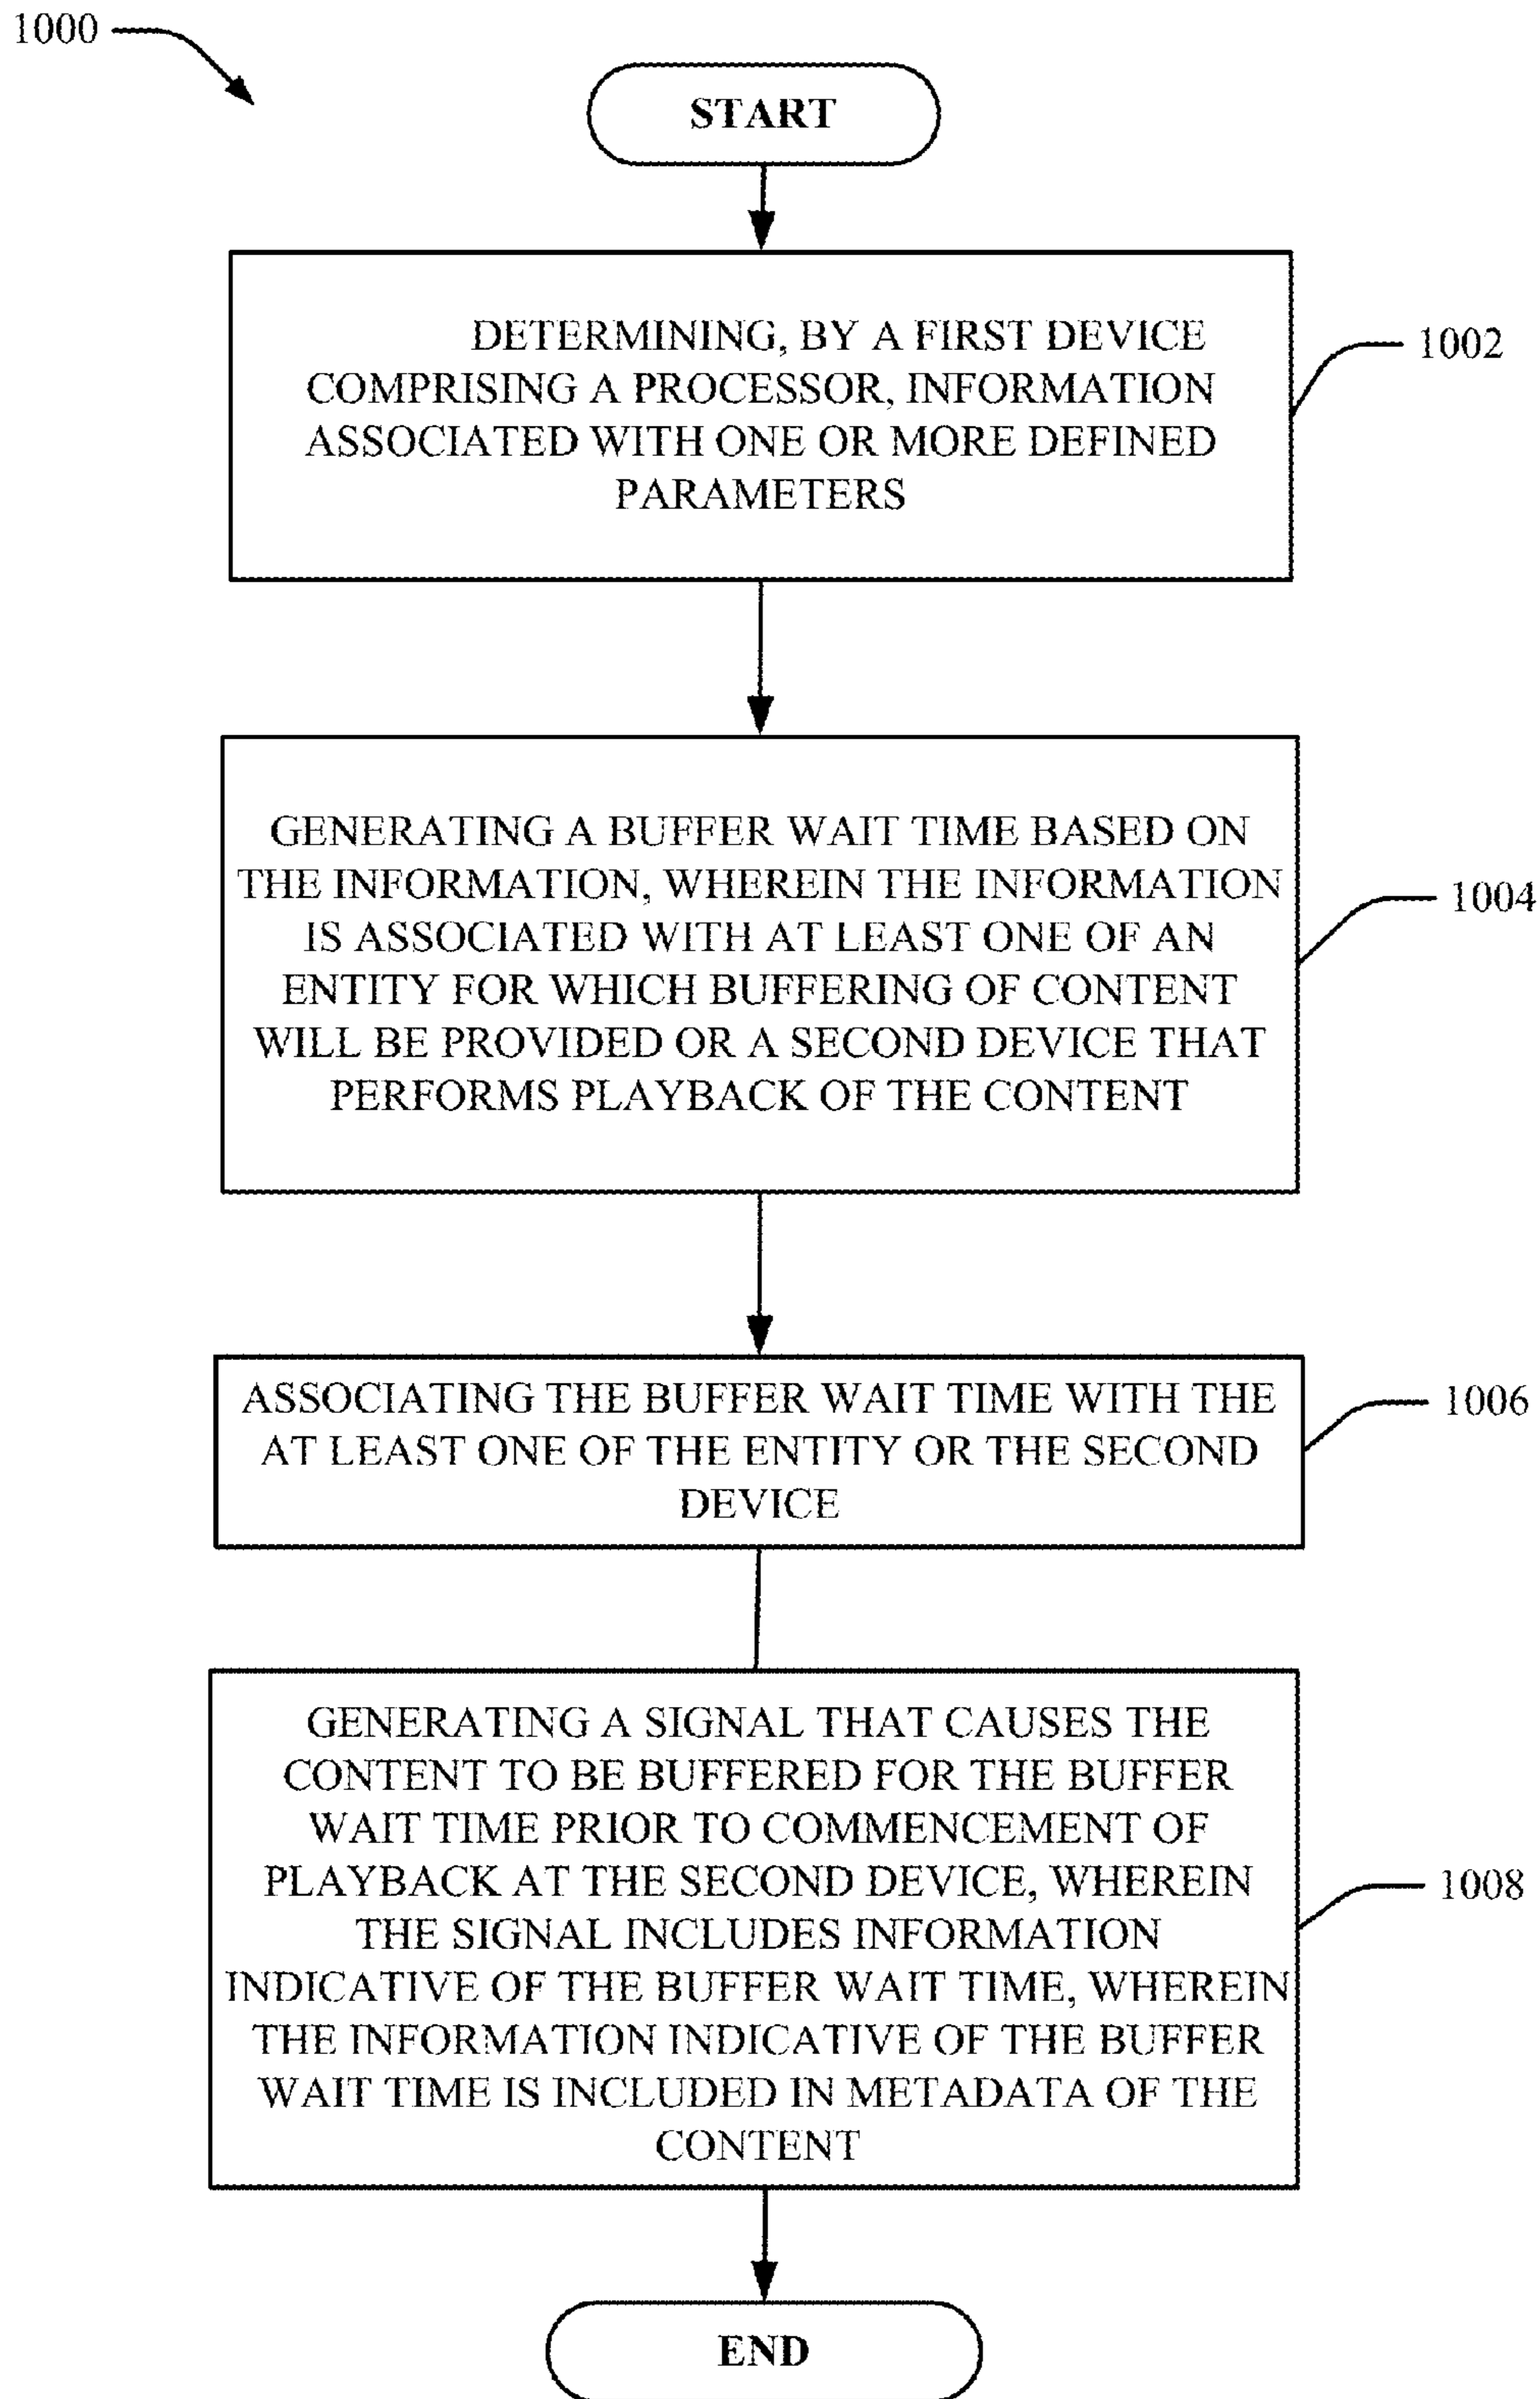 1000
START
DETERMINING, BY A FIRST DEVICE
COMPRISING A PROCESSOR, INFORMATION
ASSOCIATED WITH ONE OR MORE DEFINED
PARAMETERS
1002
GENERATING A BUFFER WAIT TIME BASED ON
THE INFORMATION, WHEREIN THE INFORMATION
IS ASSOCIATED WITH AT LEAST ONE OF AN
ENTITY FOR WHICH BUFFERING OF CONTENT
WILL BE PROVIDED OR A SECOND DEVICE THAT
PERFORMS PLAYBACK OF THE CONTENT
1004
ASSOCIATING THE BUFFER WAIT TIME WITH THE
AT LEAST ONE OF THE ENTITY OR THE SECOND
DEVICE
1006
GENERATING A SIGNAL THAT CAUSES THE
CONTENT TO BE BUFFERED FOR THE BUFFER
WAIT TIME PRIOR TO COMMENCEMENT OF
PLAYBACK AT THE SECOND DEVICE, WHEREIN
THE SIGNAL INCLUDES INFORMATION
INDICATIVE OF THE BUFFER WAIT TIME, WHEREIN
THE INFORMATION INDICATIVE OF THE BUFFER
WAIT TIME IS INCLUDED IN METADATA OF THE
CONTENT
1008
END